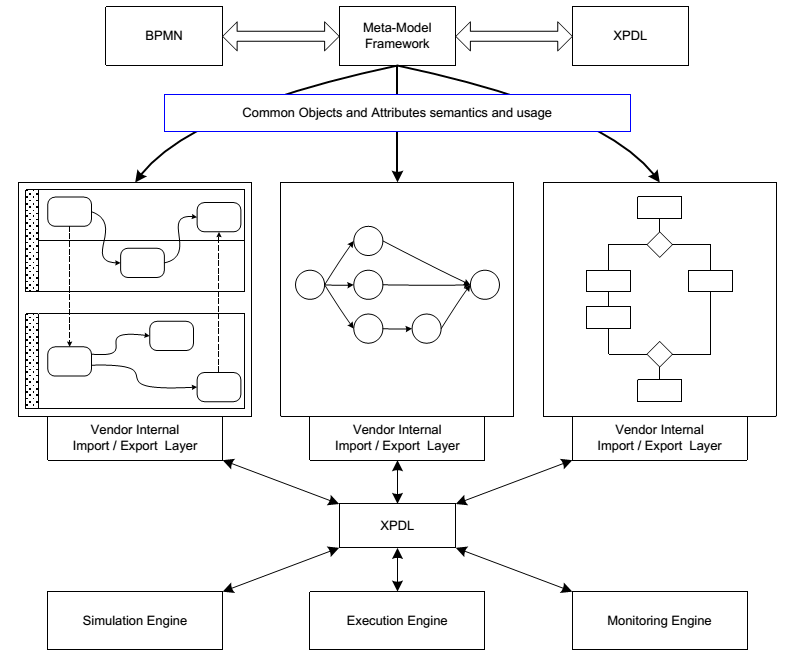 BPMN
Meta-Model
Framework
XPDL
Common Objects and Attributes semantics and usage
Vendor Internal
Import / Export Layer
Vendor Internal
Import / Export Layer
Vendor Internal
Import / Export Layer
XPDL
Simulation Engine
Execution Engine
Monitoring Engine